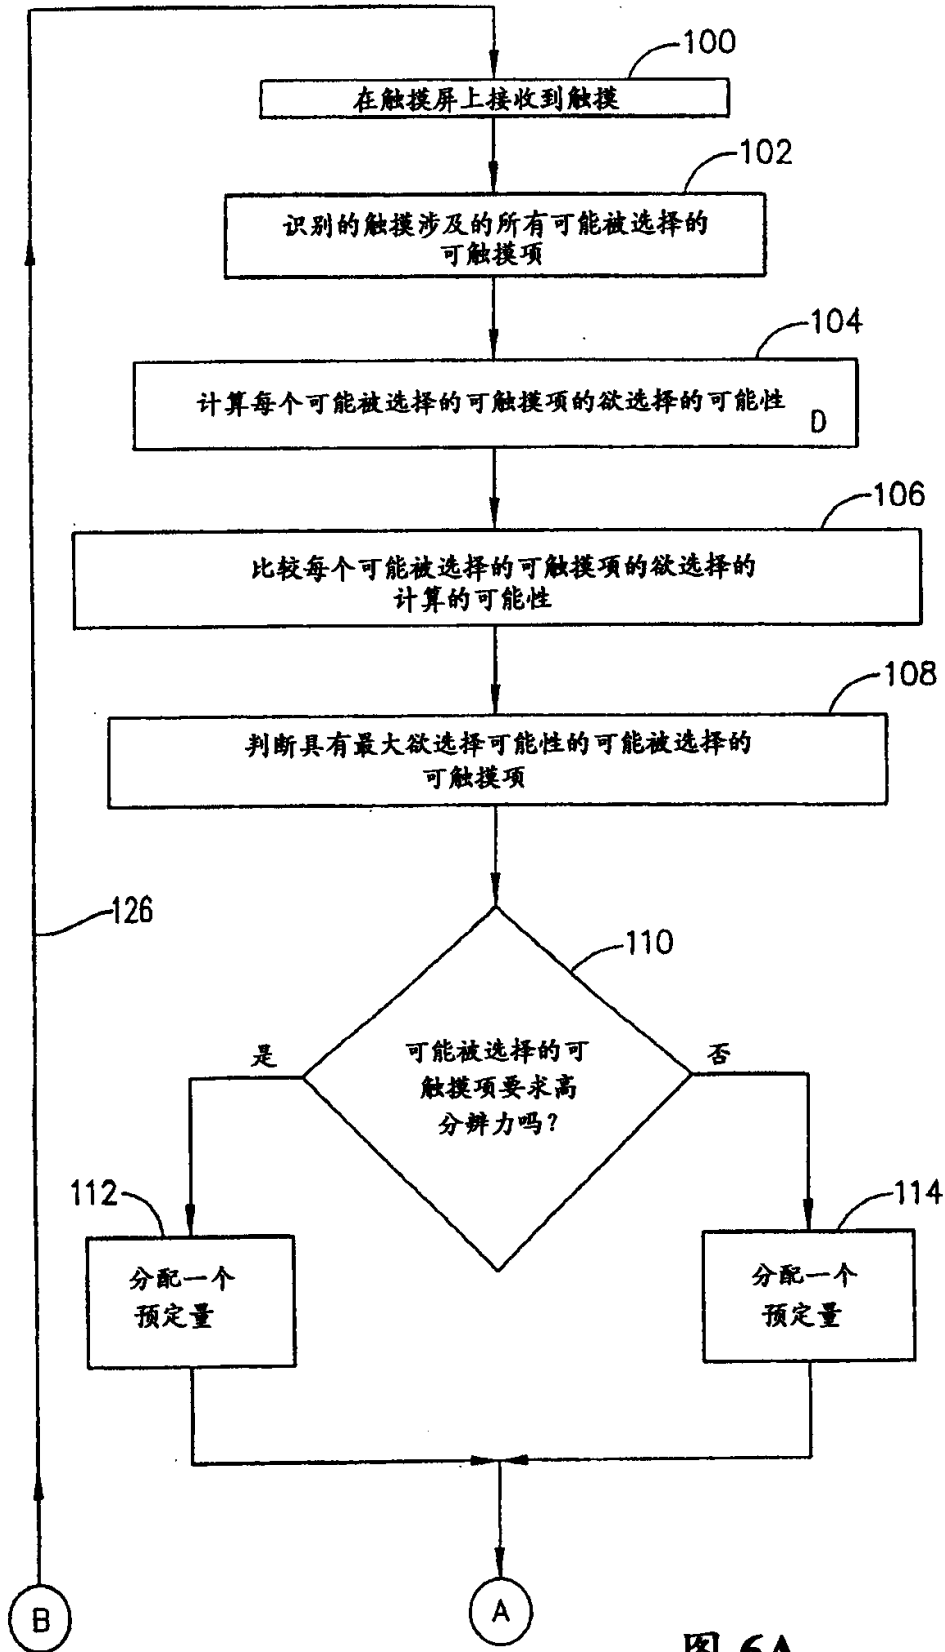 100
在触摸屏上接收到触摸
102
识别的触摸涉及的所有可能被选择的
可触摸项
104
计算每个可能被选择的可触摸项的欲选择的可能性
D
106
比较每个可能被选择的可触摸项的欲选择的
计算的可能性
108
判断具有最大欲选择可能性的可能被选择的
可触摸项
126
110
可能被选择的可
触摸项要求高
分辨力吗?
是
否
112
114
分配一个
预定量
分配一个
预定量
B
A
图 6A